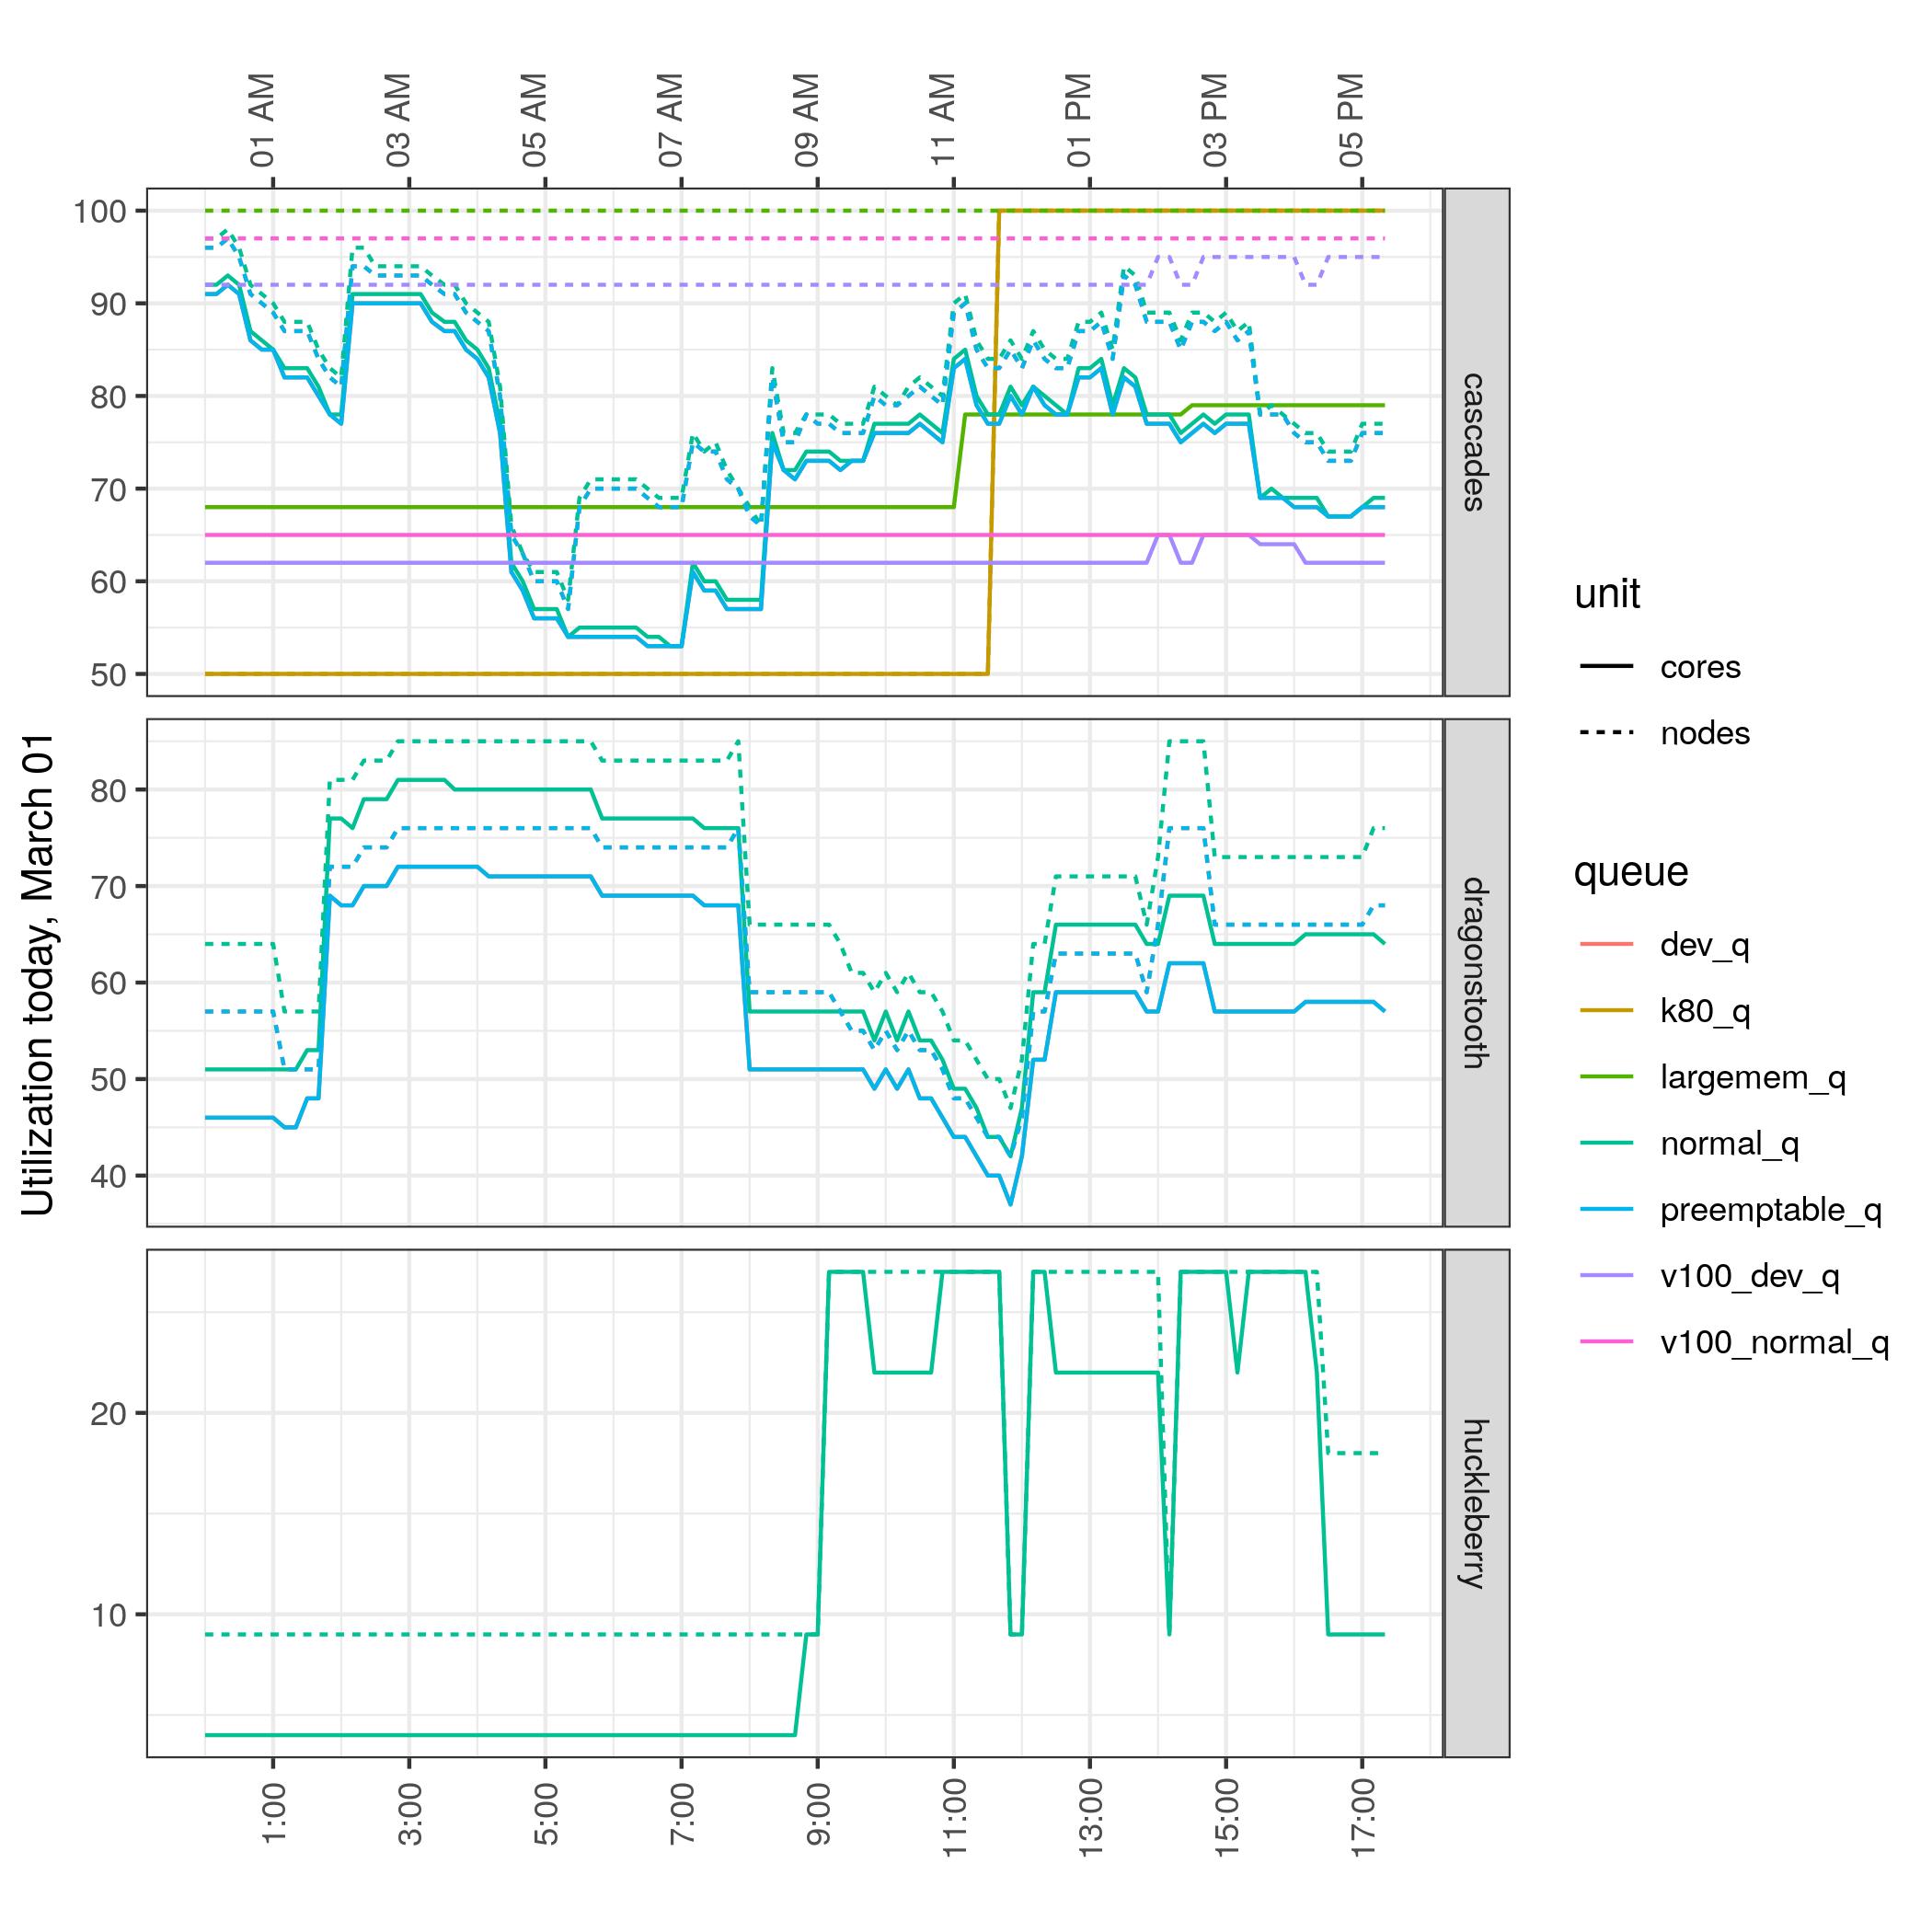 01 AM
03 AM
05 AM
07 AM
09 AM
11 AM
01 PM
03 PM
05 PM
Utilization today, March 01
100
90
80
70
60
50
cascades
80
70
60
50
40
dragonstooth
20
10
huckleberry
1:00
3:00
5:00
7:00
9:00
11:00
13:00
15:00
17:00
unit
cores
nodes
queue
dev_q
k80_q
largemem_q
normal_q
preemptable_q
v100_dev_q
v100_normal_q